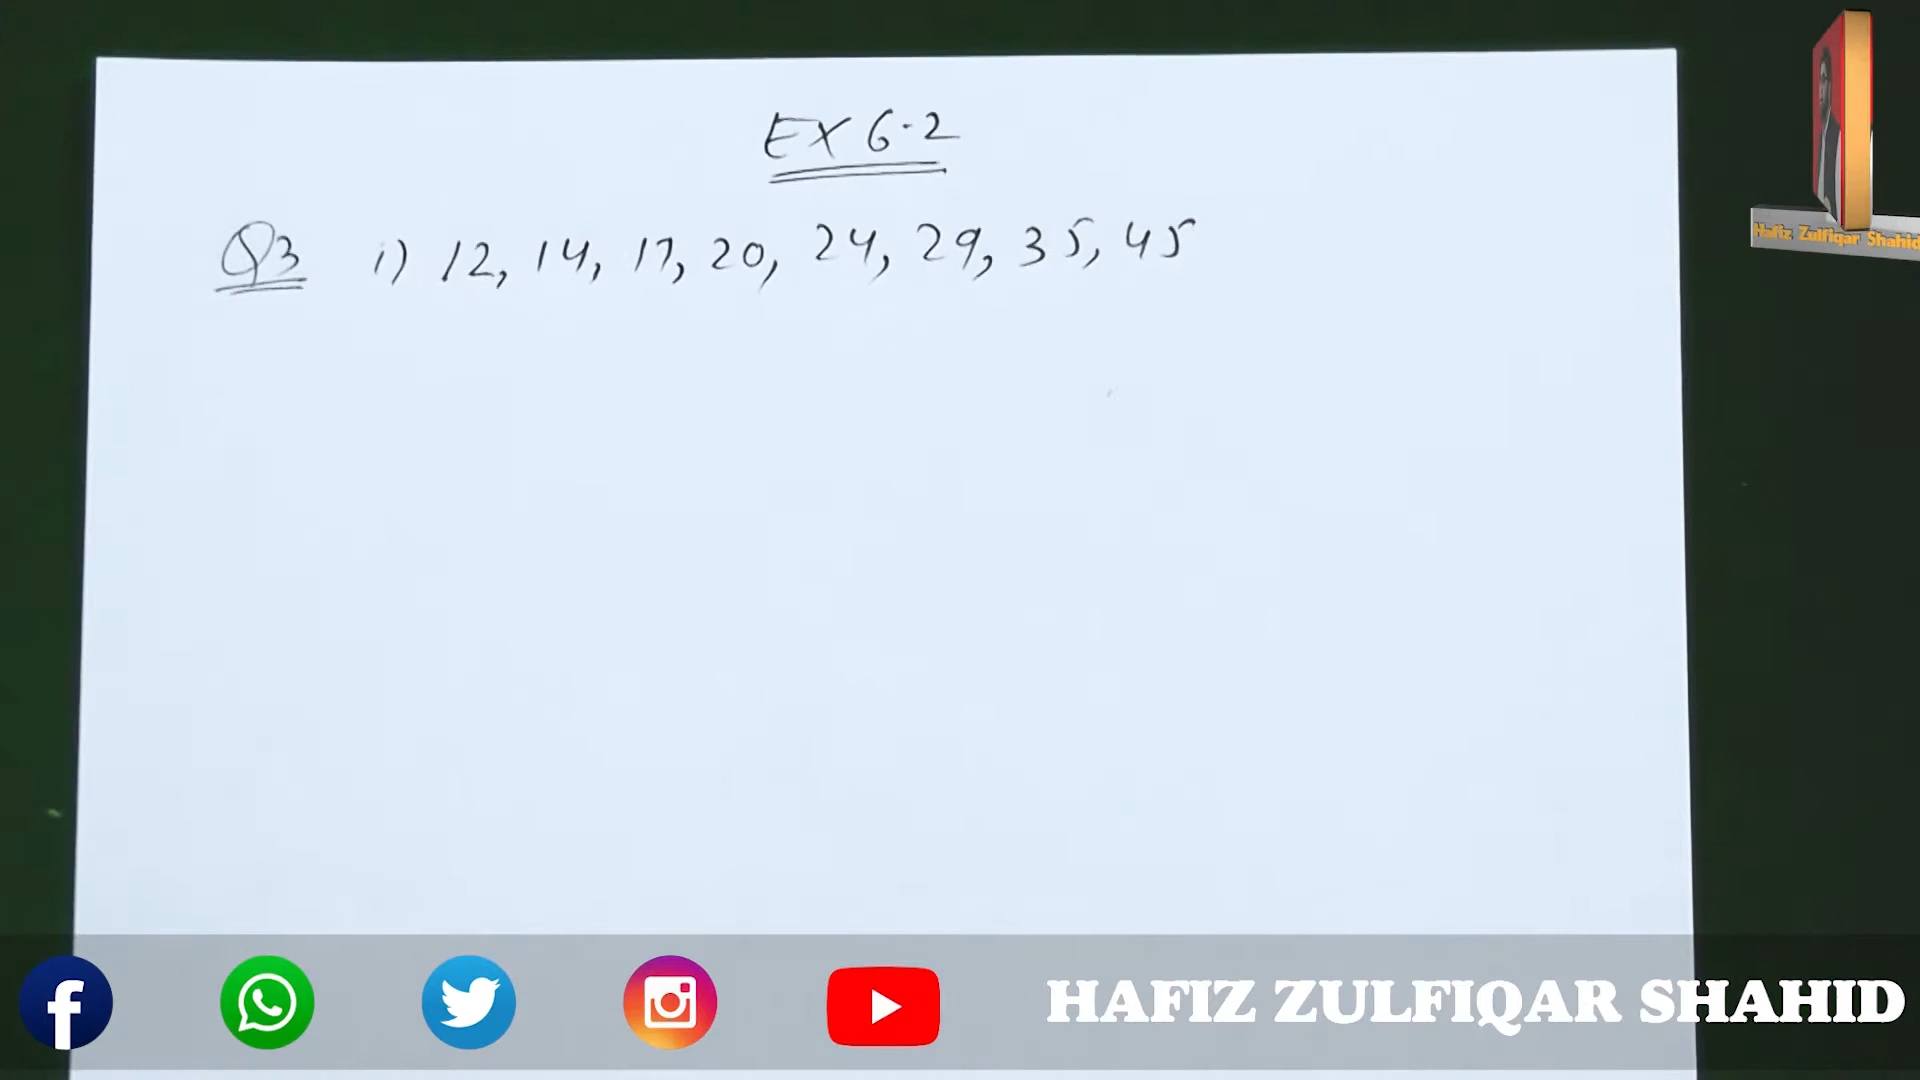 EX 6.2
Q3 i) 12, 14, 17, 20, 24, 29, 35, 45
Hafiz Zulfiqar Shahid
HAFIZ ZULFIQAR SHAHID